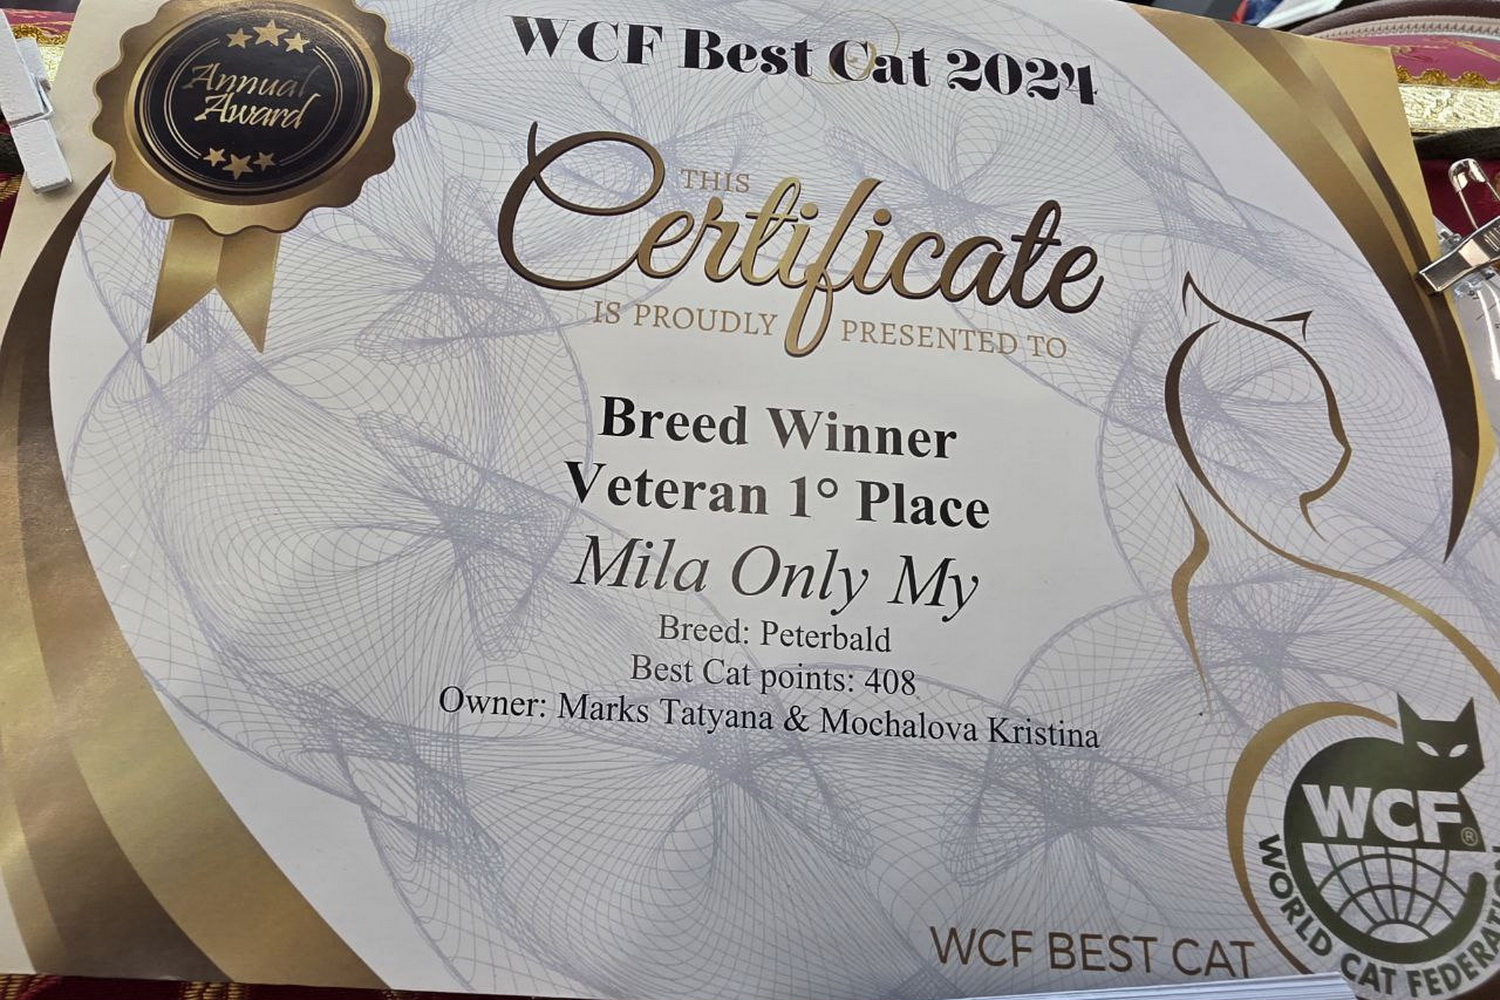 Annual
Award
WCF Best Cat 2024
THIS
Certificate
IS PROUDLY PRESENTED TO
Breed Winner
Veteran 1° Place
Mila Only My
Breed: Peterbald
Best Cat points: 408
Owner: Marks Tatyana & Mochalova Kristina
WCF BEST CAT
WCF®
WORLD CAT FEDERATION